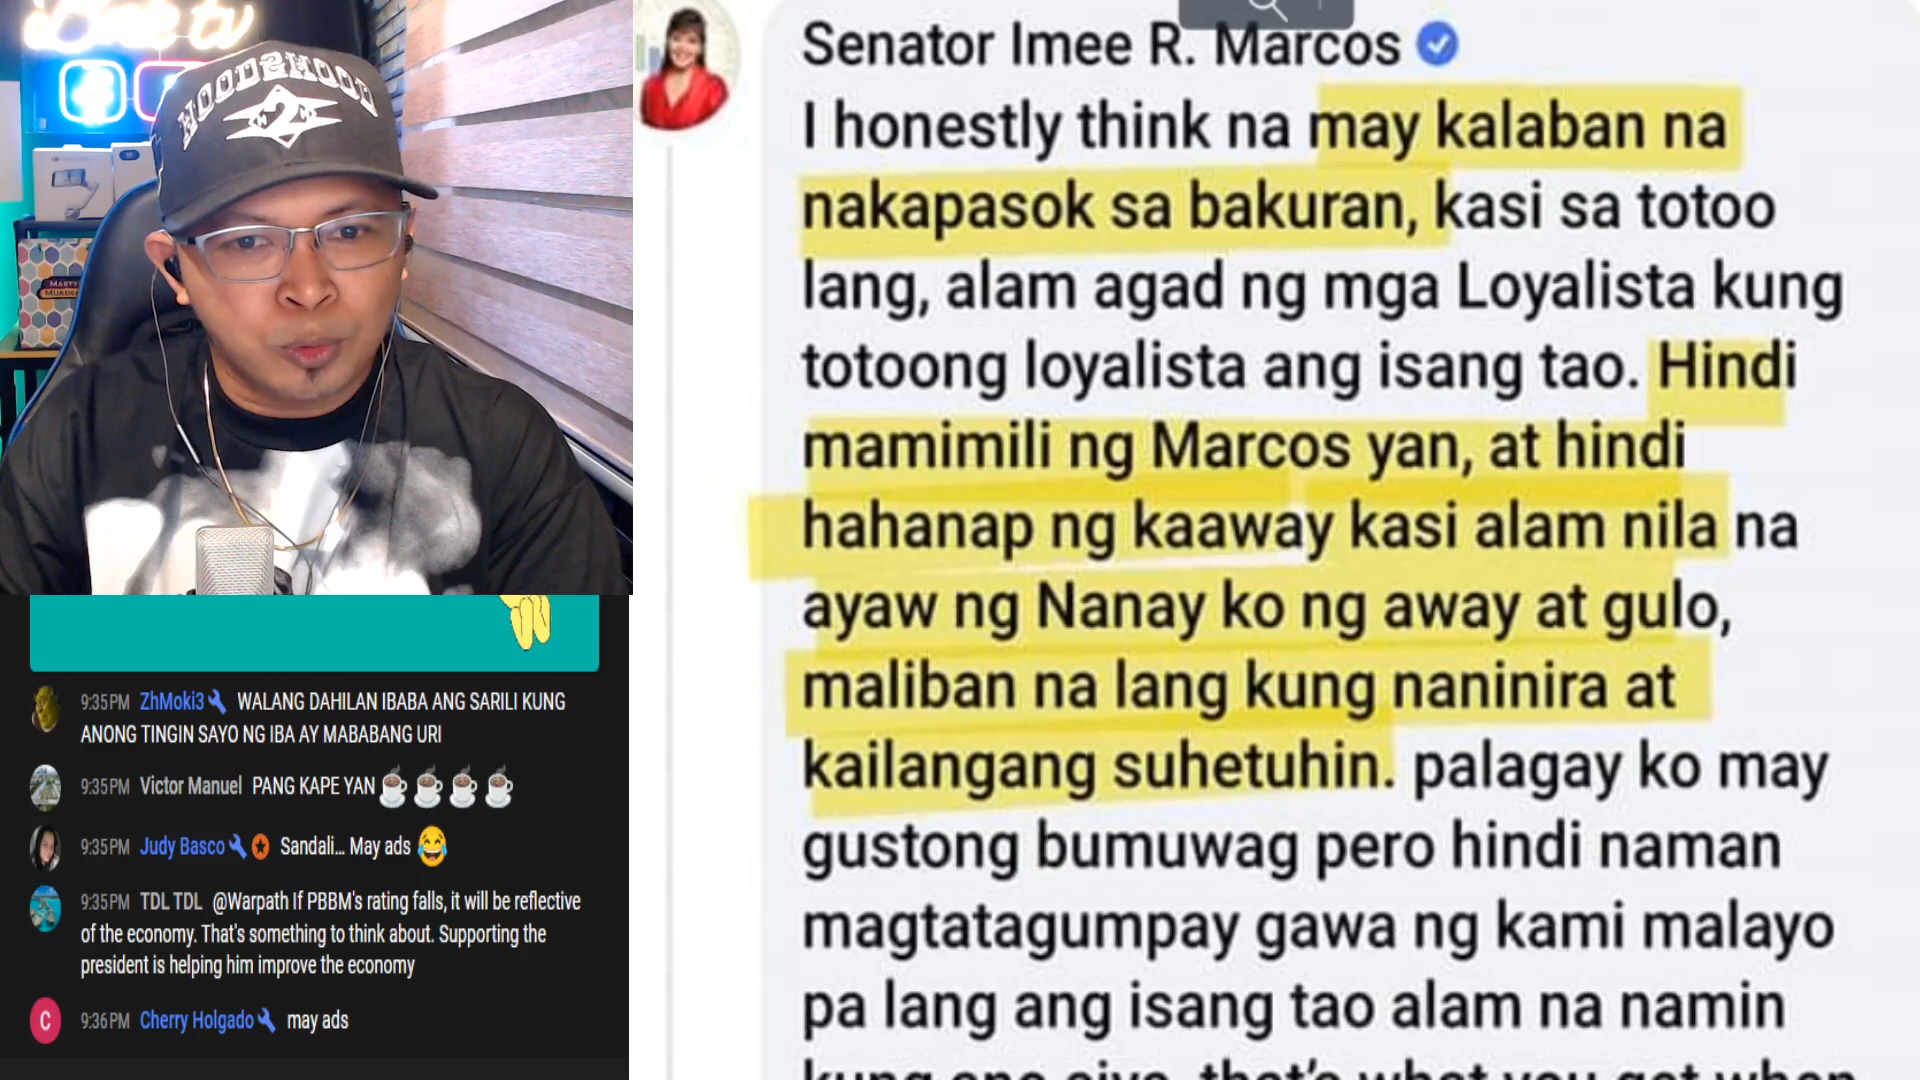 HOOD2HOOD
H2H
Senator Imee R. Marcos
I honestly think na may kalaban na
nakapasok sa bakuran, kasi sa totoo
lang, alam agad ng mga Loyalista kung
totoong loyalista ang isang tao. Hindi
mamimili ng Marcos yan, at hindi
hahanap ng kaaway kasi alam nila na
ayaw ng Nanay ko ng away at gulo,
maliban na lang kung naninira at
kailangang suhetuhin. palagay ko may
gustong bumuwag pero hindi naman
magtatagumpay gawa ng kami malayo
pa lang ang isang tao alam na namin
9:35PM ZhMoki3 WALANG DAHILAN IBABA ANG SARILI KUNG
ANONG TINGIN SAYO NG IBA AY MABABANG URI
9:35PM Victor Manuel PANG KAPE YAN
9:35PM Judy Basco Sandali... May ads
9:35PM TDL TDL @Warpath If PBBM's rating falls, it will be reflective
of the economy. That's something to think about. Supporting the
president is helping him improve the economy
C 9:36PM Cherry Holgado may ads